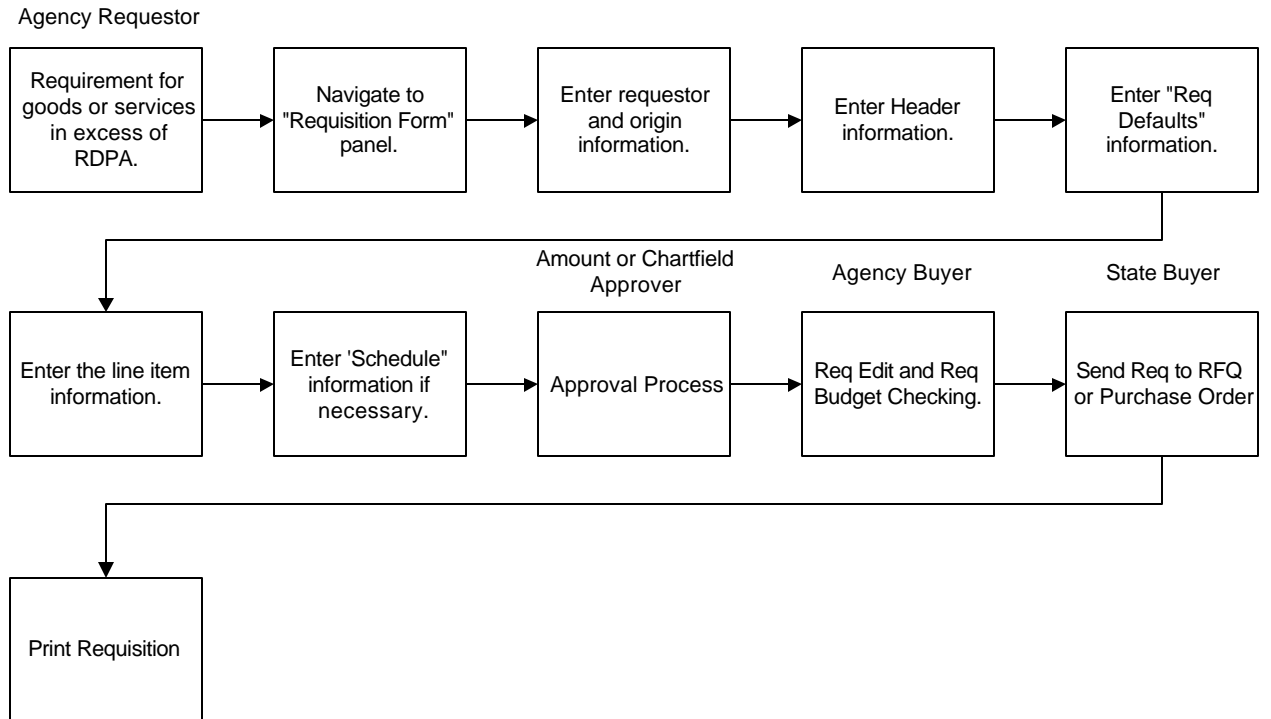 Agency Requestor
Requirement for
goods or services
in excess of
RDPA.
Navigate to
"Requisition Form"
panel.
Enter requestor
and origin
information.
Enter Header
information.
Enter "Req
Defaults"
information.
Amount or Chartfield
Approver
Agency Buyer
State Buyer
Enter the line item
information.
Enter 'Schedule"
information if
necessary.
Approval Process
Req Edit and Req
Budget Checking.
Send Req to RFQ
or Purchase Order
Print Requisition